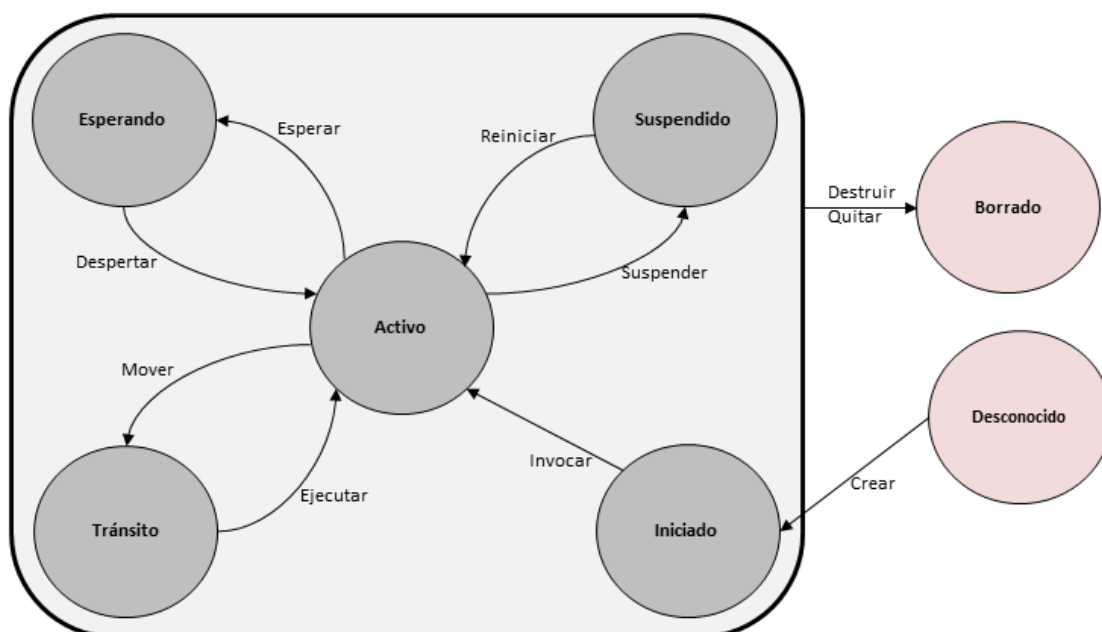 Esperando
Suspendido
Esperar
Reiniciar
Destruir
Quitar
Borrado
Despertar
Suspender
Activo
Mover
Desconocido
Invocar
Crear
Ejecutar
Tránsito
Iniciado